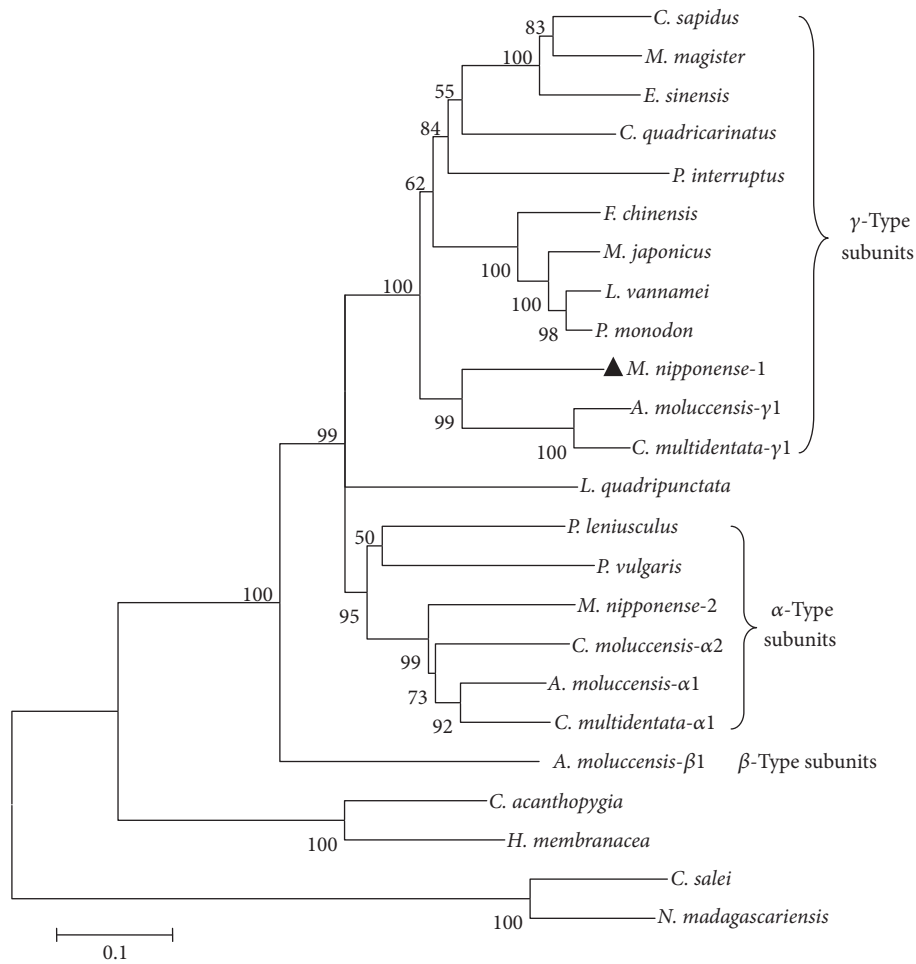 C. sapidus
83
M. magister
100
E. sinensis
55
C. quadricarinatus
84
P. interruptus
62
F. chinensis
γ-Type
subunits
M. japonicus
100
L. vannamei
100
P. monodon
98
100
M. nipponense-1
A. moluccensis-γ1
99
C. multidentata-γ1
100
99
L. quadripunctata
P. leniusculus
50
P. vulgaris
M. nipponense-2
95
α-Type
subunits
C. moluccensis-α2
99
A. moluccensis-α1
73
C. multidentata-α1
92
100
A. moluccensis-β1 β-Type subunits
C. acanthopygia
H. membranacea
100
C. salei
N. madagascariensis
100
0.1